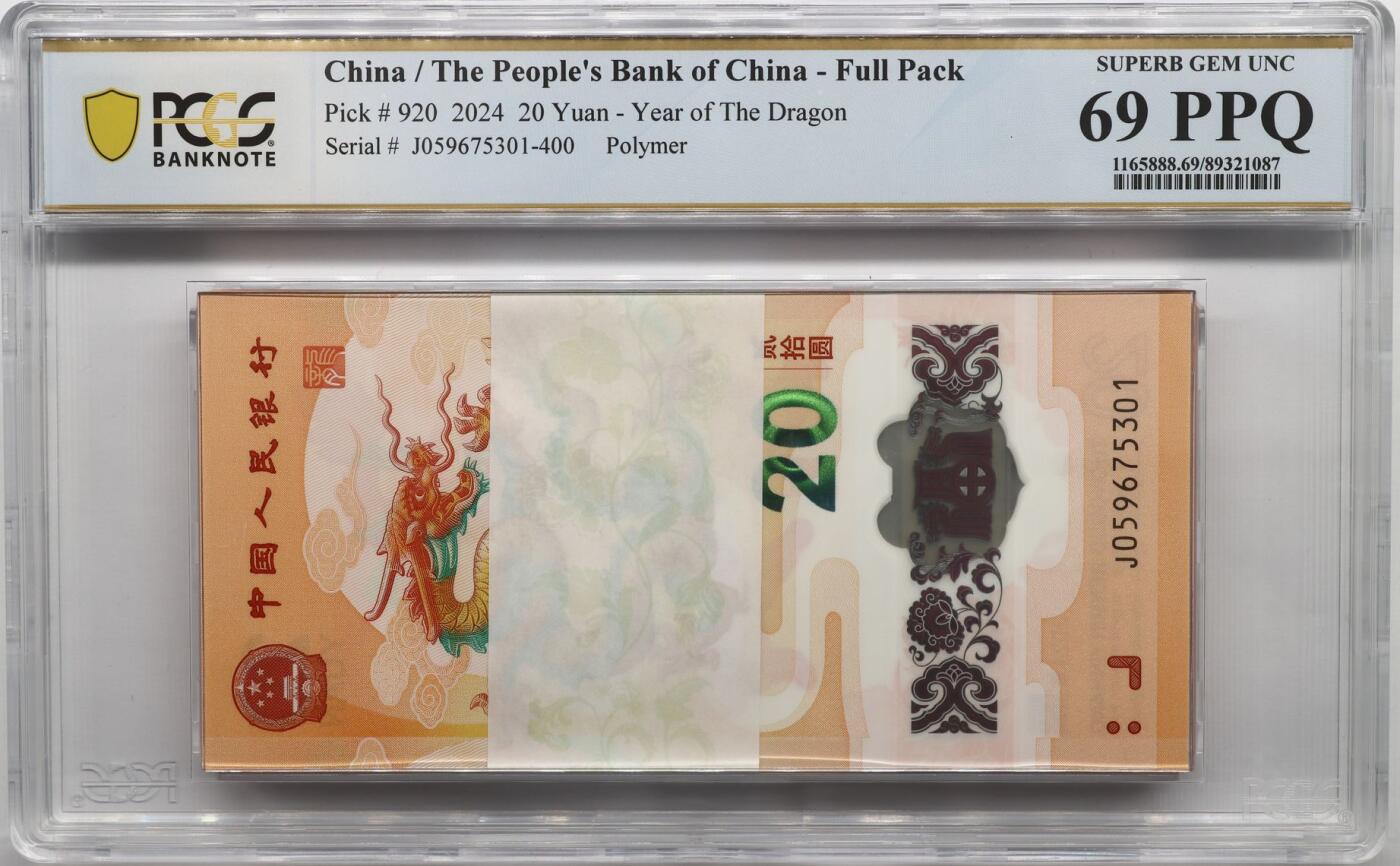 China / The People's Bank of China - Full Pack
Pick # 920 2024 20 Yuan - Year of The Dragon
Serial # J059675301-400 Polymer
PCGS
BANKNOTE
SUPERB GEM UNC
69 PPQ
1165888.69/89321087
中国人民银行
贰拾圆
20
J059675301
PCGS
PCGS